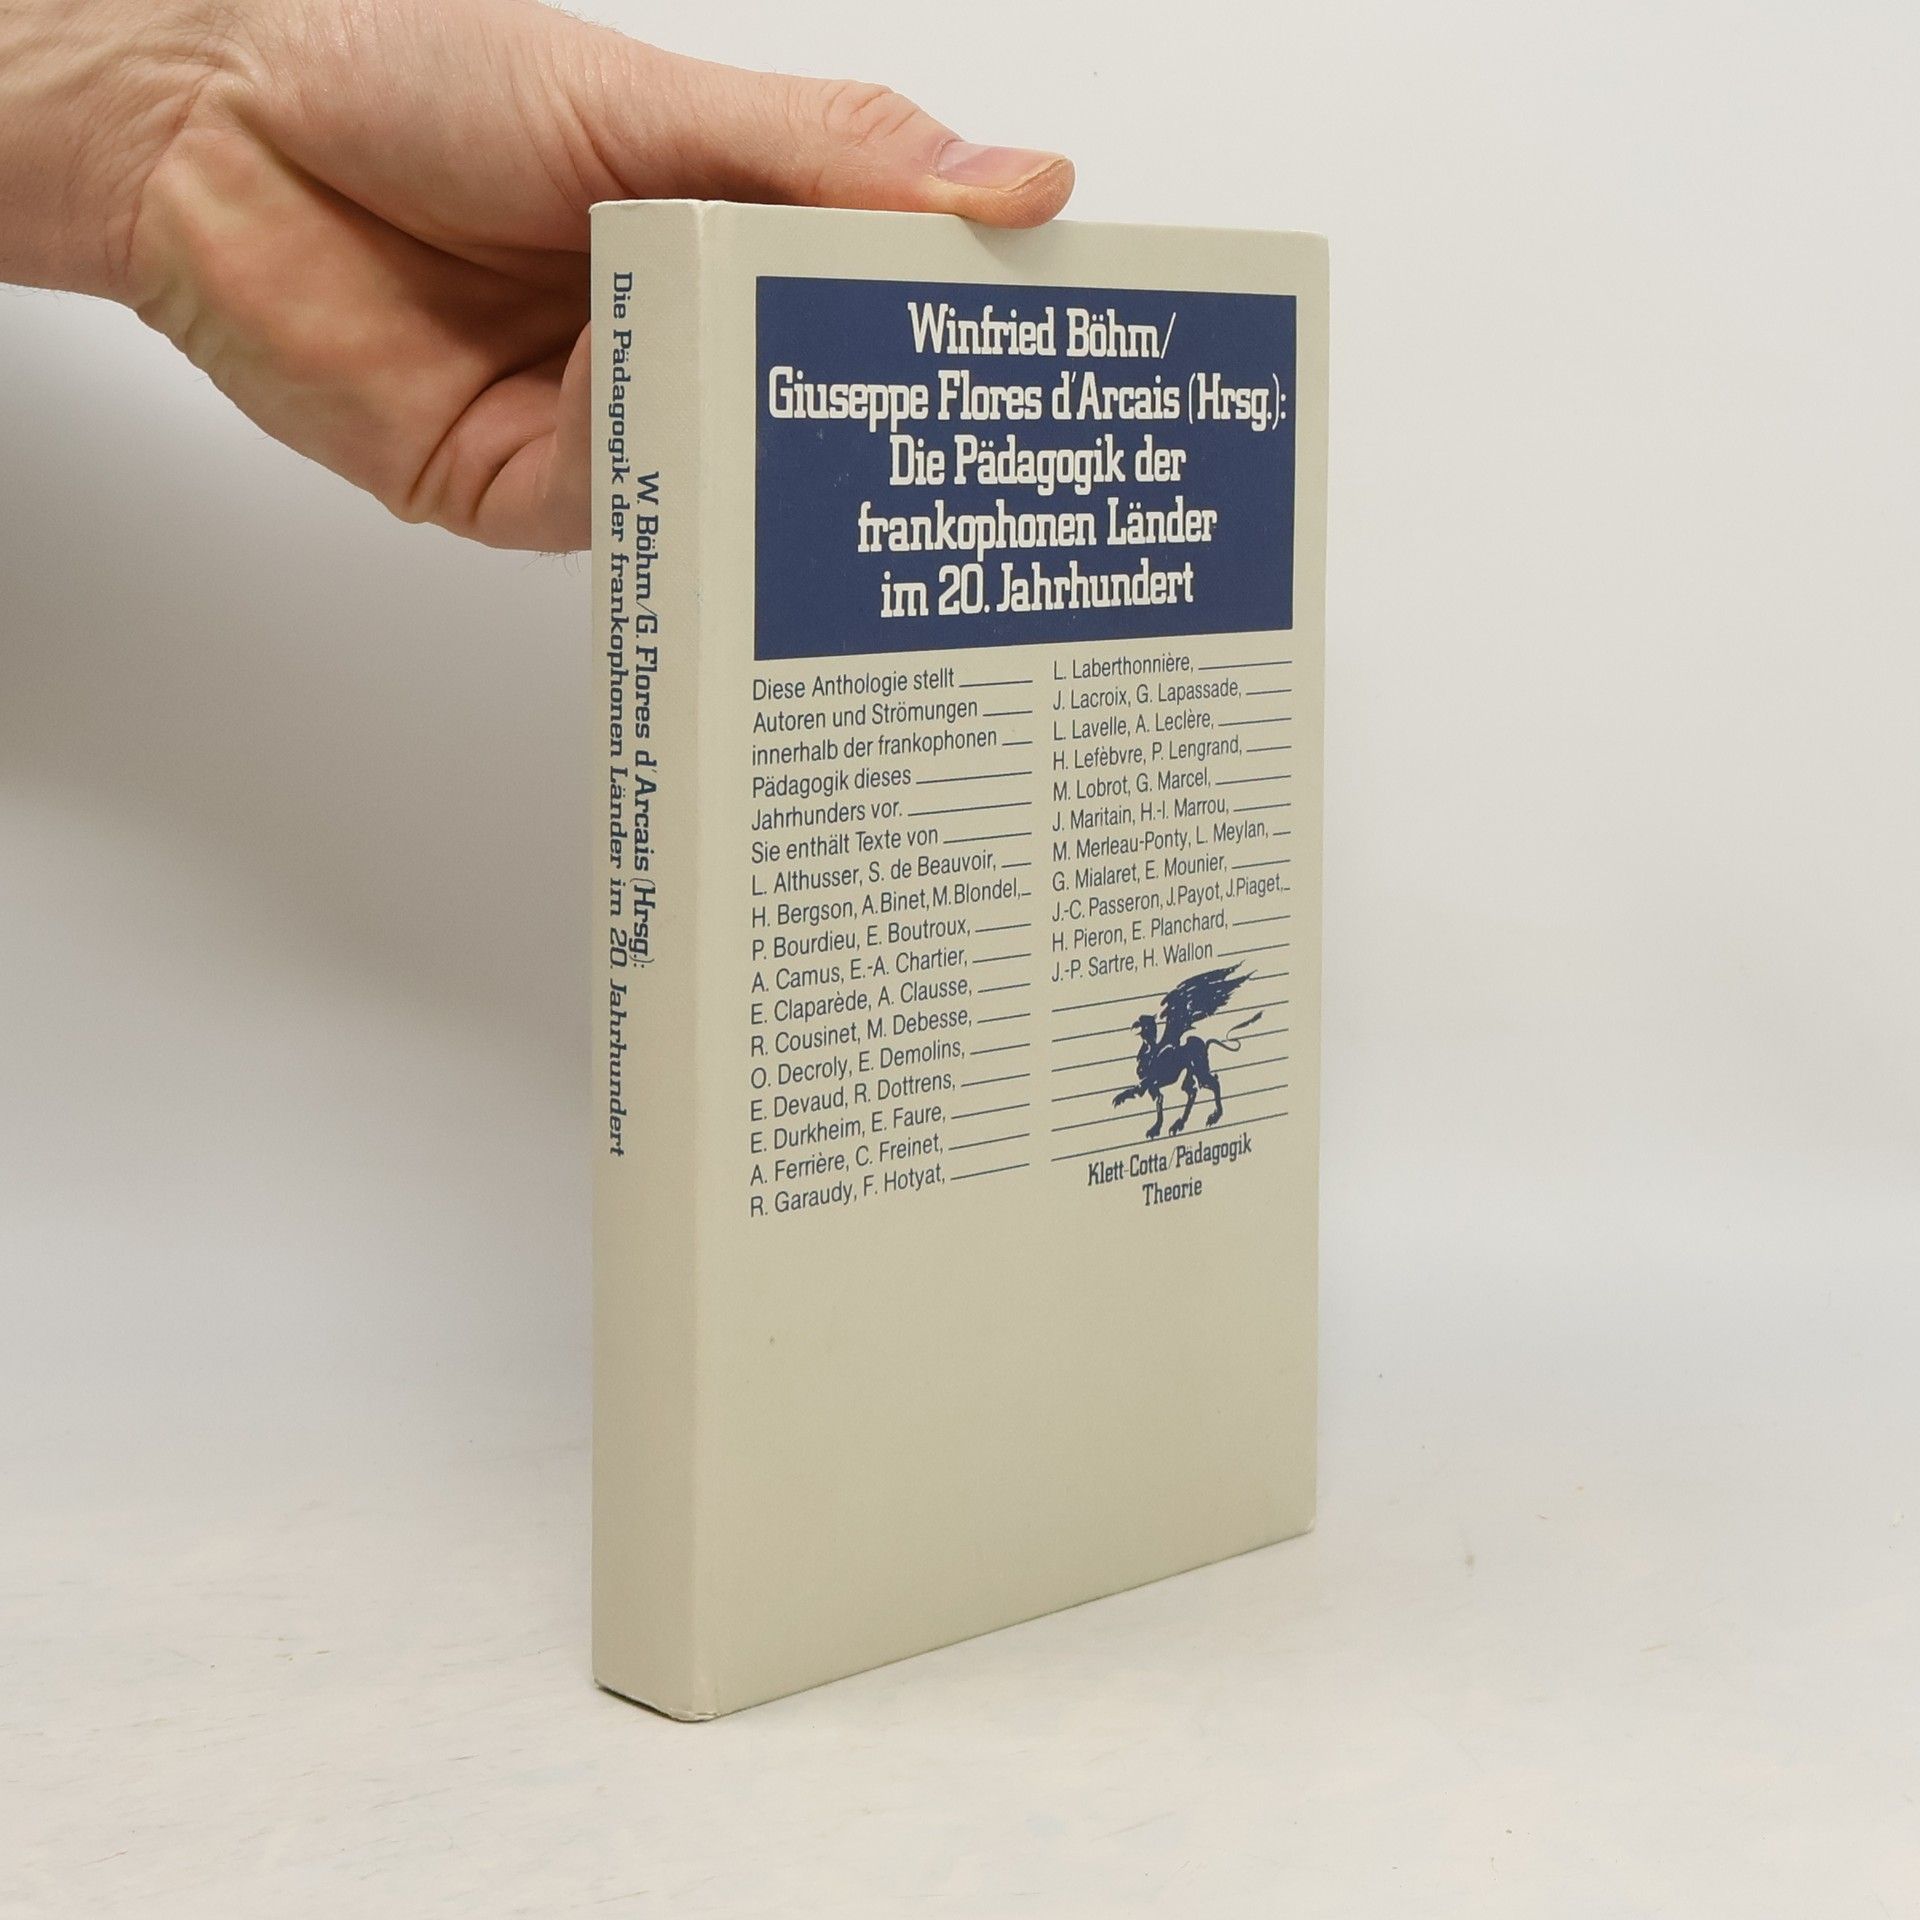 W. Böhm/G. Flores d'Arcais (Hrsg.):
Die Pädagogik der frankophonen Länder im 20. Jahrhundert
Winfried Böhm/
Giuseppe Flores d'Arcais (Hrsg.):
Die Pädagogik der
frankophonen Länder
im 20. Jahrhundert
Diese Anthologie stellt
Autoren und Strömungen
innerhalb der frankophonen
Pädagogik dieses
Jahrhunders vor.
Sie enthält Texte von
L. Althusser, S. de Beauvoir,
H. Bergson, A. Binet, M. Blondel,
P. Bourdieu, E. Boutroux,
A. Camus, E.-A. Chartier,
E. Claparède, A. Clausse,
R. Cousinet, M. Debesse,
O. Decroly, E. Demolins,
E. Devaud, R. Dottrens,
E. Durkheim, E. Faure,
A. Ferrière, C. Freinet,
R. Garaudy, F. Hotyat,
L. Laberthonnière,
J. Lacroix, G. Lapassade,
L. Lavelle, A. Leclère,
H. Lefèbvre, P. Lengrand,
M. Lobrot, G. Marcel,
J. Maritain, H.-I. Marrou,
M. Merleau-Ponty, L. Meylan,
G. Mialaret, E. Mounier,
J.-C. Passeron, J. Payot, J. Piaget,
H. Pieron, E. Planchard,
J.-P. Sartre, H. Wallon
Klett-Cotta/Pädagogik
Theorie